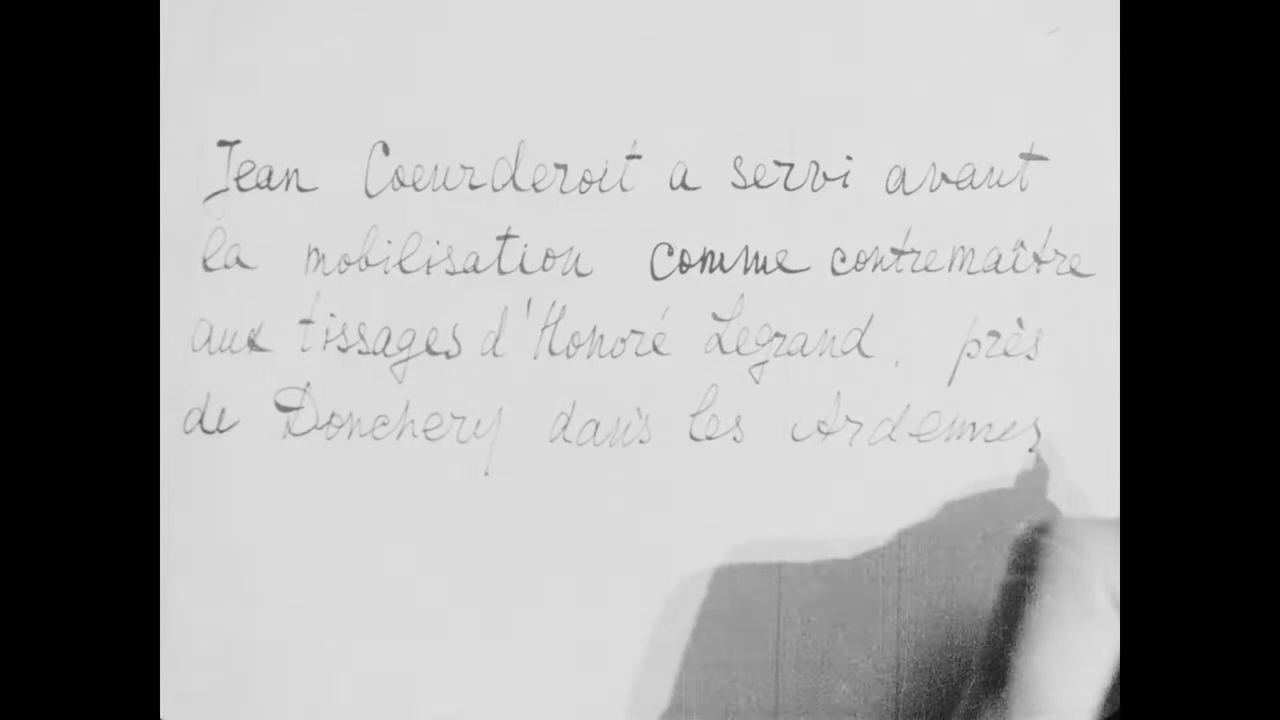 Jean Coeurderoit a servi avant
la mobilisation comme contremaître
aux tissages d'Honoré Legrand, près
de Donchery dans les Ardennes